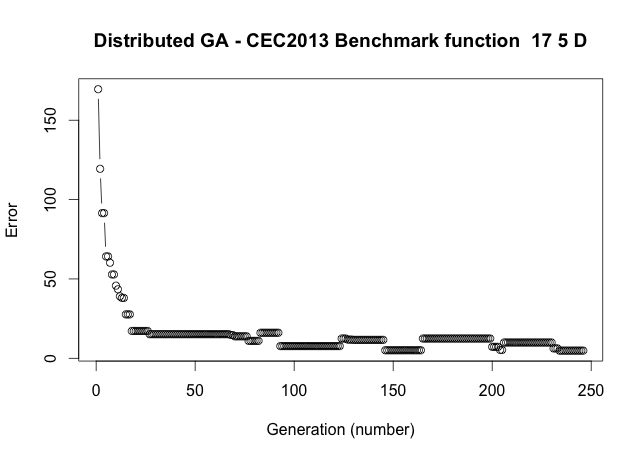 Distributed GA - CEC2013 Benchmark function 17 5 D
150
100
50
0
Error
0 50 100 150 200 250
Generation (number)